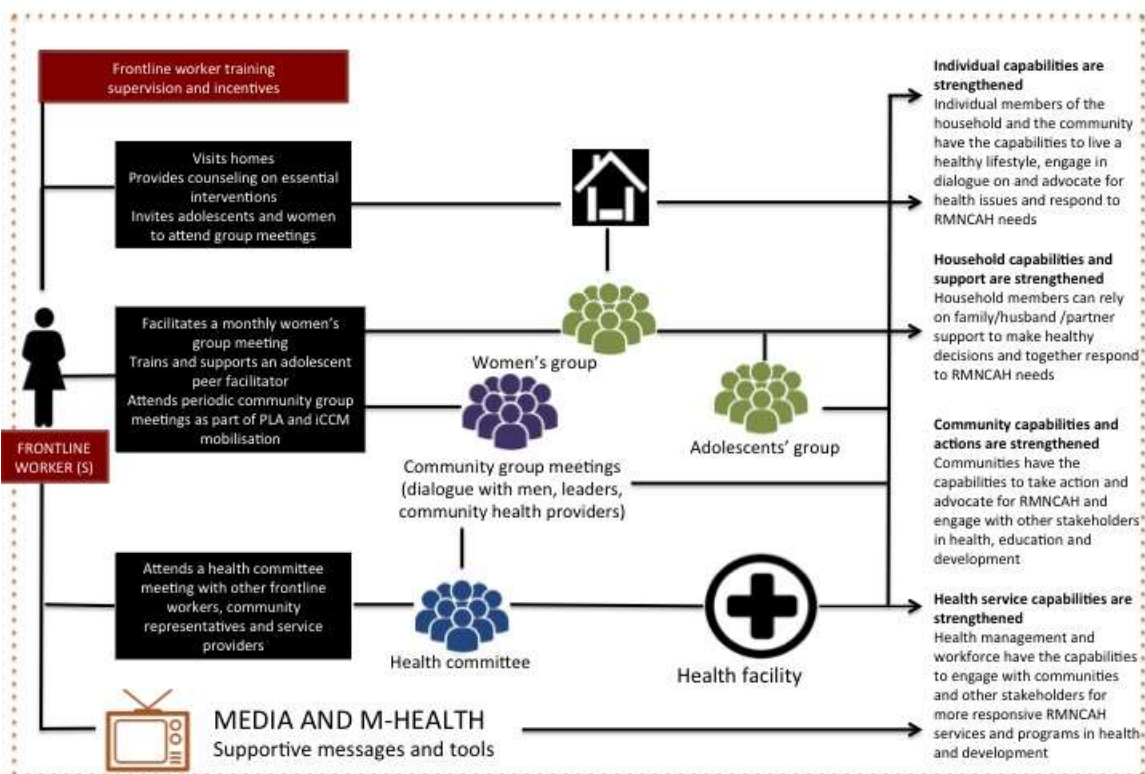 Frontline worker training
supervision and incentives
Visits homes
Provides counseling on essential
interventions
Invites adolescents and women
to attend group meetings
Facilitates a monthly women's
group meeting
Trains and supports an adolescent
peer facilitator
Attends periodic community group
meetings as part of PLA and iCCM
mobilisation
FRONTLINE
WORKER (S)
Attends a health committee
meeting with other frontline
workers, community
representatives and service
providers
Women's group
Adolescents' group
Community group meetings
(dialogue with men, leaders,
community health providers)
Health committee
Health facility
MEDIA AND M-HEALTH
Supportive messages and tools
Individual capabilities are
strengthened
Individual members of the
household and the community
have the capabilities to live a
healthy lifestyle, engage in
dialogue on and advocate for
health issues and respond to
RMNCAH needs
Household capabilities and
support are strengthened
Household members can rely
on family/husband /partner
support to make healthy
decisions and together respond
to RMNCAH needs
Community capabilities and
actions are strengthened
Communities have the
capabilities to take action and
advocate for RMNCAH and
engage with other stakeholders
in health, education and
development
Health service capabilities are
strengthened
Health management and
workforce have the capabilities
to engage with communities
and other stakeholders for
more responsive RMNCAH
services and programs in health
and development